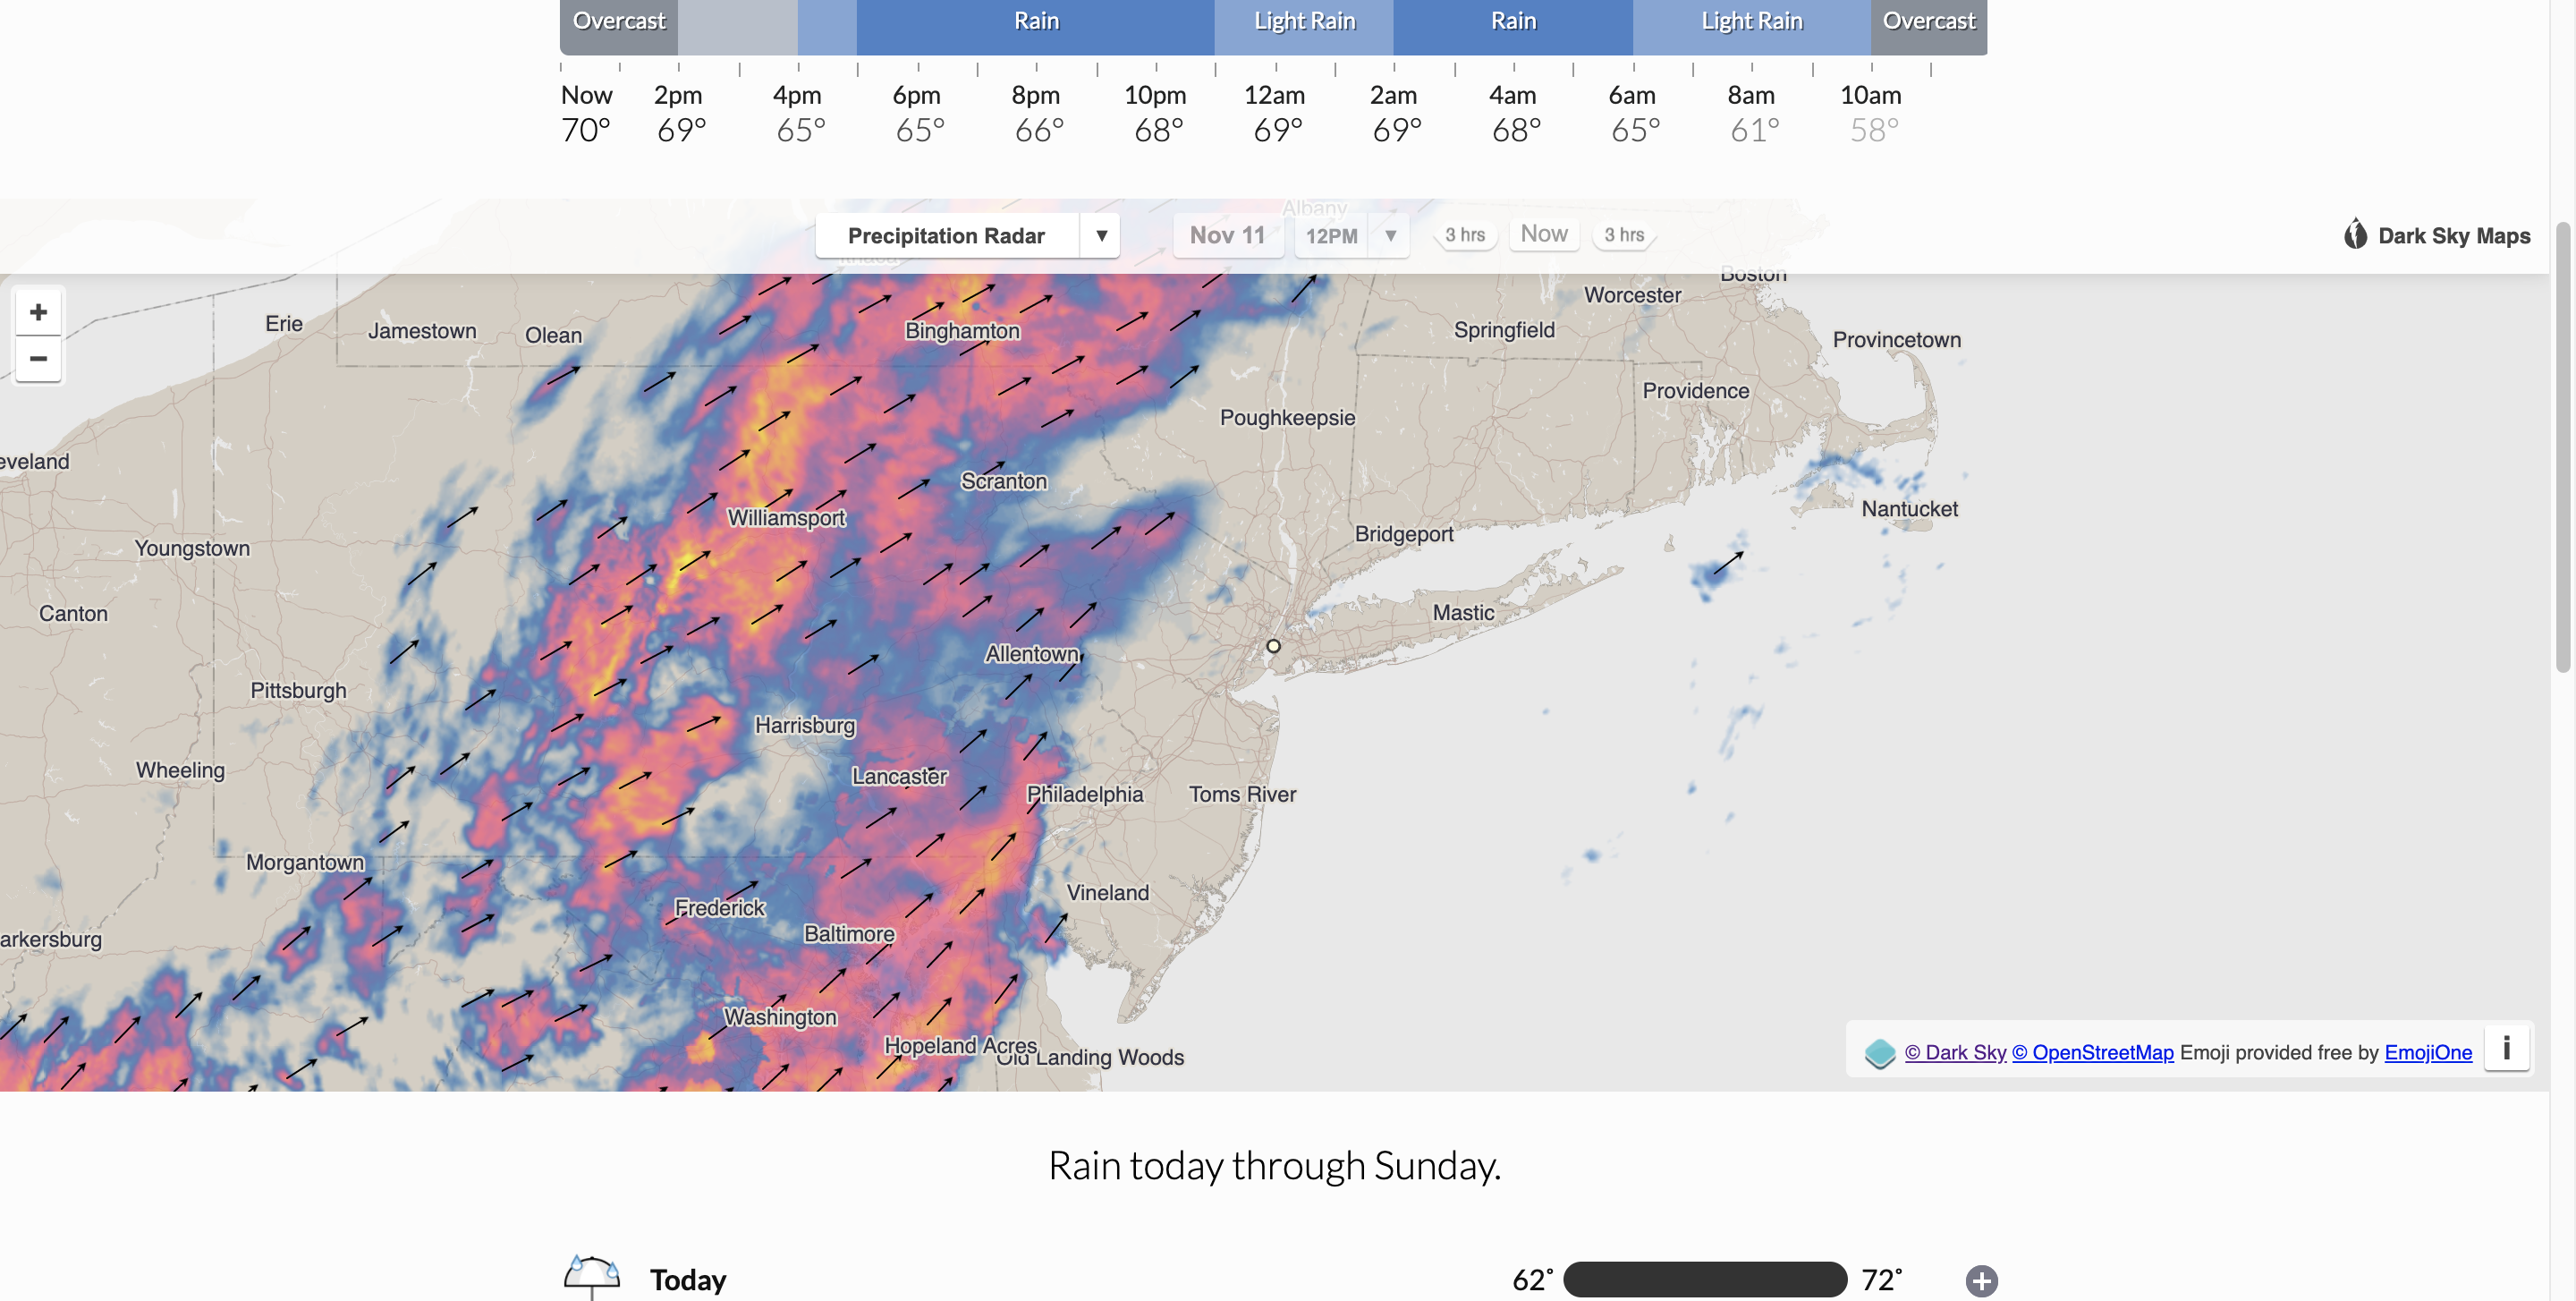 Overcast Rain Light Rain Rain Light Rain Overcast
Now 2pm 4pm 6pm 8pm 10pm 12am 2am 4am 6am 8am 10am
70° 69° 65° 65° 66° 68° 69° 69° 68° 65° 61° 58°
Albany
Precipitation Radar ▼ Nov 11 12PM ▼ 3 hrs Now 3 hrs Dark Sky Maps
Ithaca
Boston
+
Worcester
Erie Jamestown Olean Binghamton Springfield
Provincetown
−
Providence
Poughkeepsie
eveland
Scranton
Williamsport Nantucket
Youngstown Bridgeport
Canton Mastic
Allentown
Pittsburgh
Harrisburg
Wheeling Lancaster
Philadelphia Toms River
Morgantown
Vineland
Frederick
arkersburg Baltimore
Washington
Hopeland Acres
Old Landing Woods
© Dark Sky © OpenStreetMap Emoji provided free by EmojiOne i
Rain today through Sunday.
Today 62° 72° +